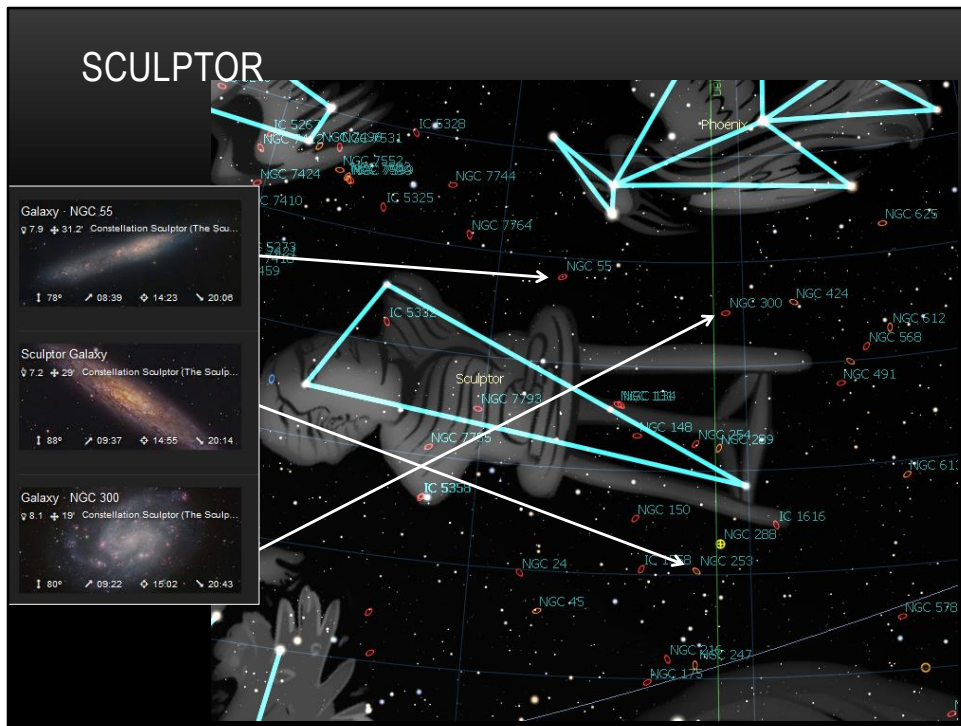 SCULPTOR
Galaxy · NGC 55
7.9 31.2' Constellation Sculptor (The Scu...
78° 08:39 14:23 20:06
Sculptor Galaxy
7.2 29' Constellation Sculptor (The Sculp...
88° 09:37 14:55 20:14
Galaxy · NGC 300
8.1 19' Constellation Sculptor (The Sculp...
80° 09:22 15:02 20:43
IC 5267
IC 5328
Phoenix
NGC 7552
NGC 7424
NGC 7744
IC 5325
NGC 7764
NGC 625
NGC 55
NGC 424
NGC 300
NGC 612
IC 5332
NGC 568
NGC 491
Sculptor
NGC 7793
NGC 134
NGC 148
NGC 254
NGC 289
NGC 7755
NGC 150
IC 1616
NGC 288
NGC 24
NGC 253
NGC 45
NGC 578
NGC 247
NGC 175